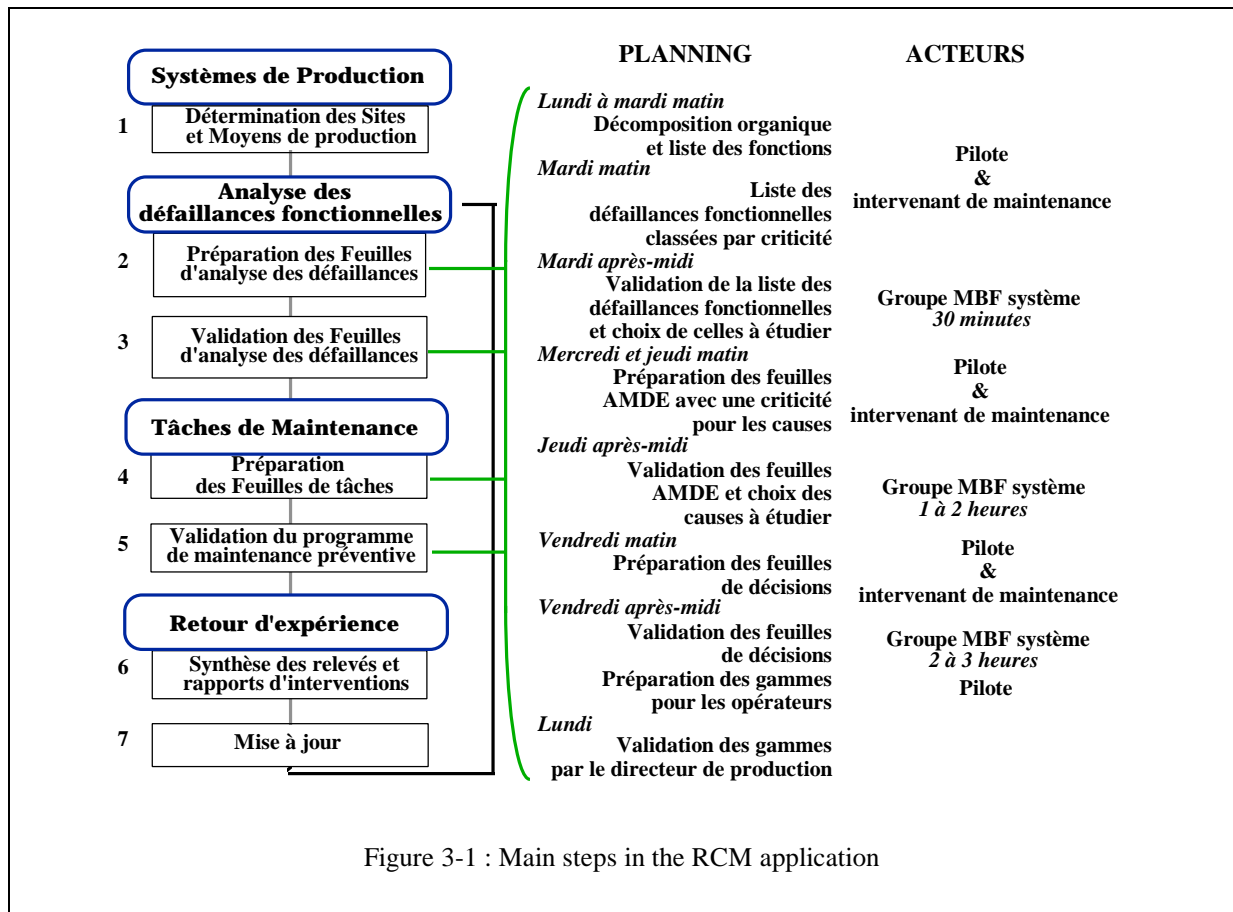 Systèmes de Production
1
Détermination des Sites
et Moyens de production
Analyse des
défaillances fonctionnelles
2
Préparation des Feuilles
d'analyse des défaillances
3
Validation des Feuilles
d'analyse des défaillances
Tâches de Maintenance
4
Préparation
des Feuilles de tâches
5
Validation du programme
de maintenance préventive
Retour d'expérience
6
Synthèse des relevés et
rapports d'interventions
7
Mise à jour
PLANNING
Lundi à mardi matin
Décomposition organique
et liste des fonctions
Mardi matin
Liste des
défaillances fonctionnelles
classées par criticité
Mardi après-midi
Validation de la liste des
défaillances fonctionnelles
et choix de celles à étudier
Mercredi et jeudi matin
Préparation des feuilles
AMDE avec une criticité
pour les causes
Jeudi après-midi
Validation des feuilles
AMDE et choix des
causes à étudier
Vendredi matin
Préparation des feuilles
de décisions
Vendredi après-midi
Validation des feuilles
de décisions
Préparation des gammes
pour les opérateurs
Lundi
Validation des gammes
par le directeur de production
ACTEURS
Pilote
&
intervenant de maintenance
Groupe MBF système
30 minutes
Pilote
&
intervenant de maintenance
Groupe MBF système
1 à 2 heures
Pilote
&
intervenant de maintenance
Groupe MBF système
2 à 3 heures
Pilote
Figure 3-1 : Main steps in the RCM application